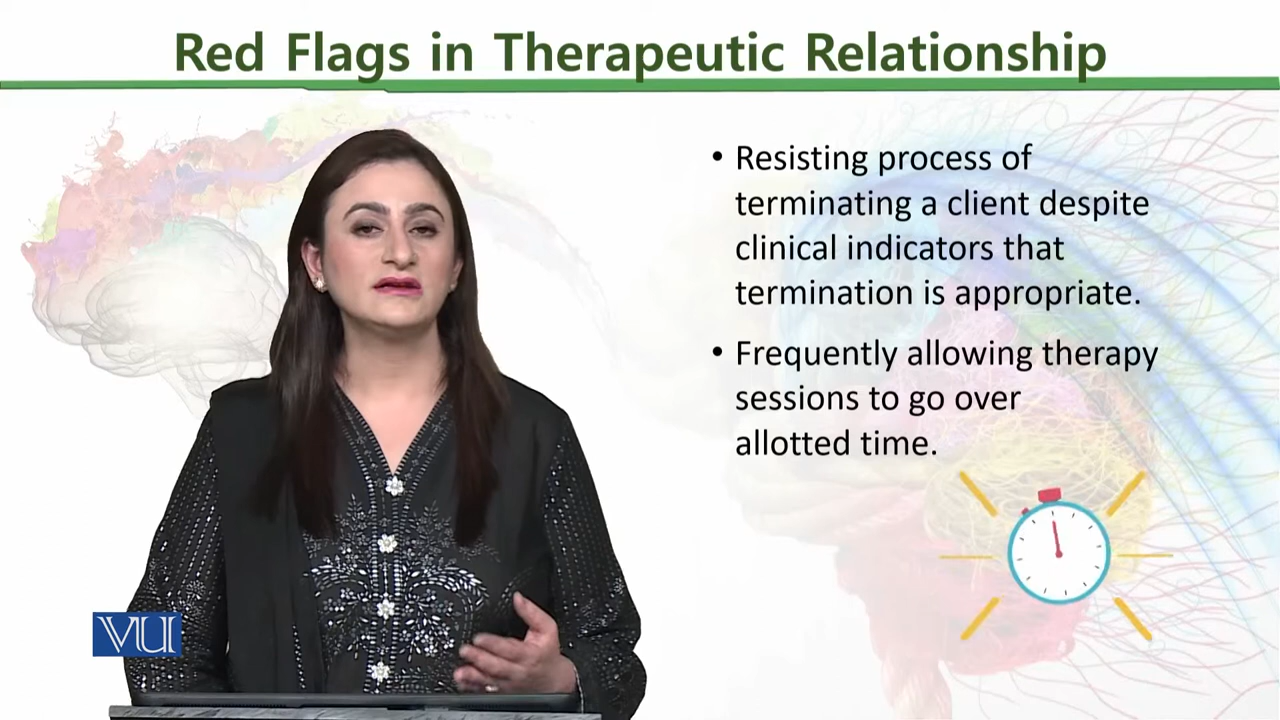 Red Flags in Therapeutic Relationship
• Resisting process of
terminating a client despite
clinical indicators that
termination is appropriate.
• Frequently allowing therapy
sessions to go over
allotted time.
VU